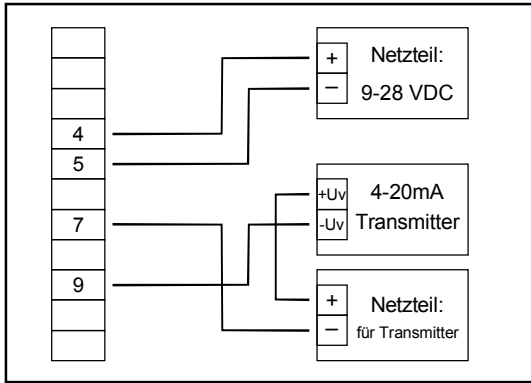 4
5
7
9
+
−
Netzteil:
9-28 VDC
+Uv
-Uv
4-20mA
Transmitter
+
−
Netzteil:
für Transmitter